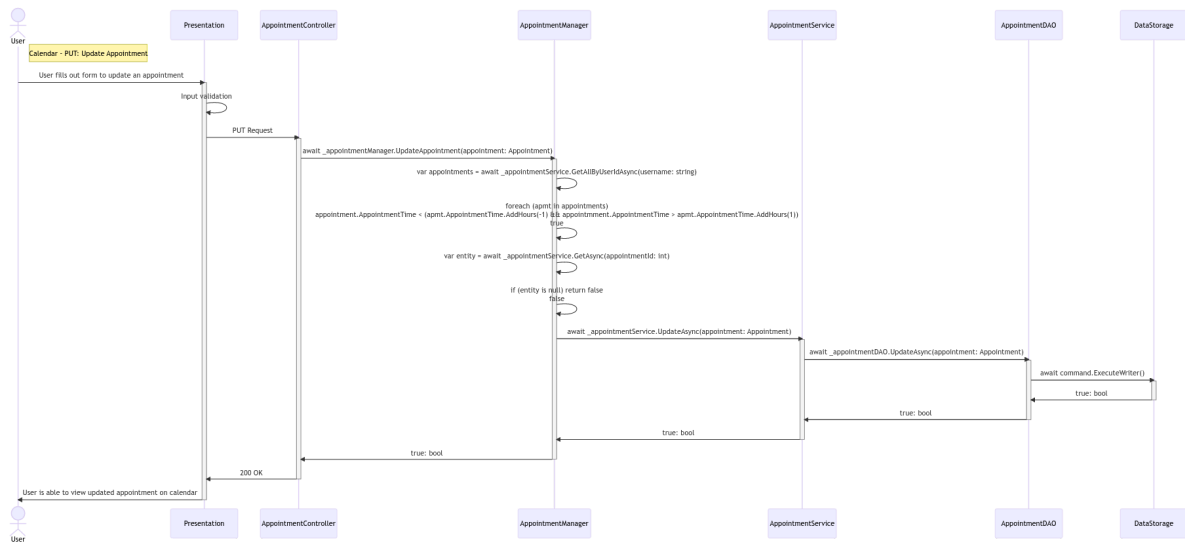 Presentation
AppointmentController
AppointmentManager
AppointmentService
AppointmentDAO
DataStorage
User
Calendar - PUT: Update Appointment
User fills out form to update an appointment
Input validation
PUT Request
await _appointmentManager.UpdateAppointment(appointment: Appointment)
var appointments = await _appointmentService.GetAllByUserIdAsync(username: string)
foreach (apmt in appointments)
appointment.AppointmentTime < (apmt.AppointmentTime.AddHours(-1) && appointmnment.AppointmentTime > apmt.AppointmentTime.AddHours(1))
true
var entity = await _appointmentService.GetAsync(appointmentId: int)
if (entity is null) return false
false
await _appointmentService.UpdateAsync(appointment: Appointment)
await _appointmentDAO.UpdateAsync(appointment: Appointment)
await command.ExecuteWriter()
true: bool
true: bool
true: bool
true: bool
200 OK
User is able to view updated appointment on calendar
Presentation
AppointmentController
AppointmentManager
AppointmentService
AppointmentDAO
DataStorage
User